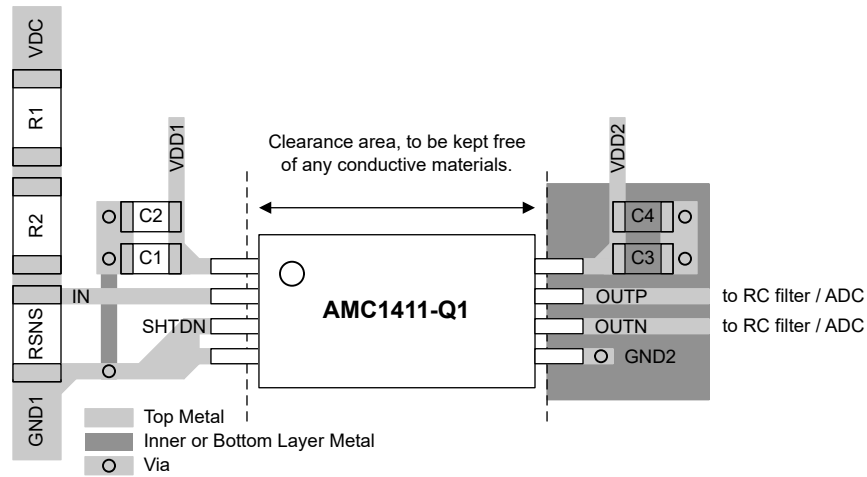 VDC
R1
R2
RSNS
GND1
VDD1
C2
C1
IN
SHTDN
Clearance area, to be kept free
of any conductive materials.
AMC1411-Q1
VDD2
C4
C3
OUTP
to RC filter / ADC
OUTN
to RC filter / ADC
GND2
Top Metal
Inner or Bottom Layer Metal
Via